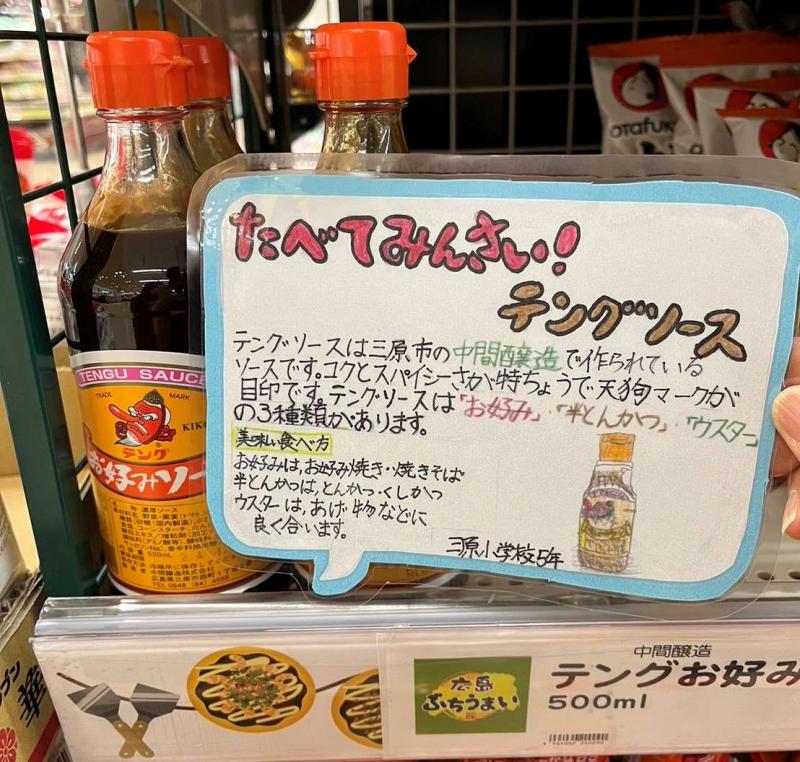 たべてみんさい!
テングソース
テングソースは三原市の中間醸造で作られている
ソースです。コクとスパイシーさが特ちょうで天狗マークが
目印です。テングソースは「お好み」・「半とんかつ」・「ウスター」
の3種類があります。
美味しい食べ方
お好みは、お好み焼き・焼きそば
半とんかつは、とんかつ・くしかつ
ウスターは、あげ物などに
良く合います。
三原小学校5年
TENGU SAUCE
TRADE MARK
テング
お好みソー
OTAFUK
広島
ぶちうまい
中間醸造
テングお好み
500ml